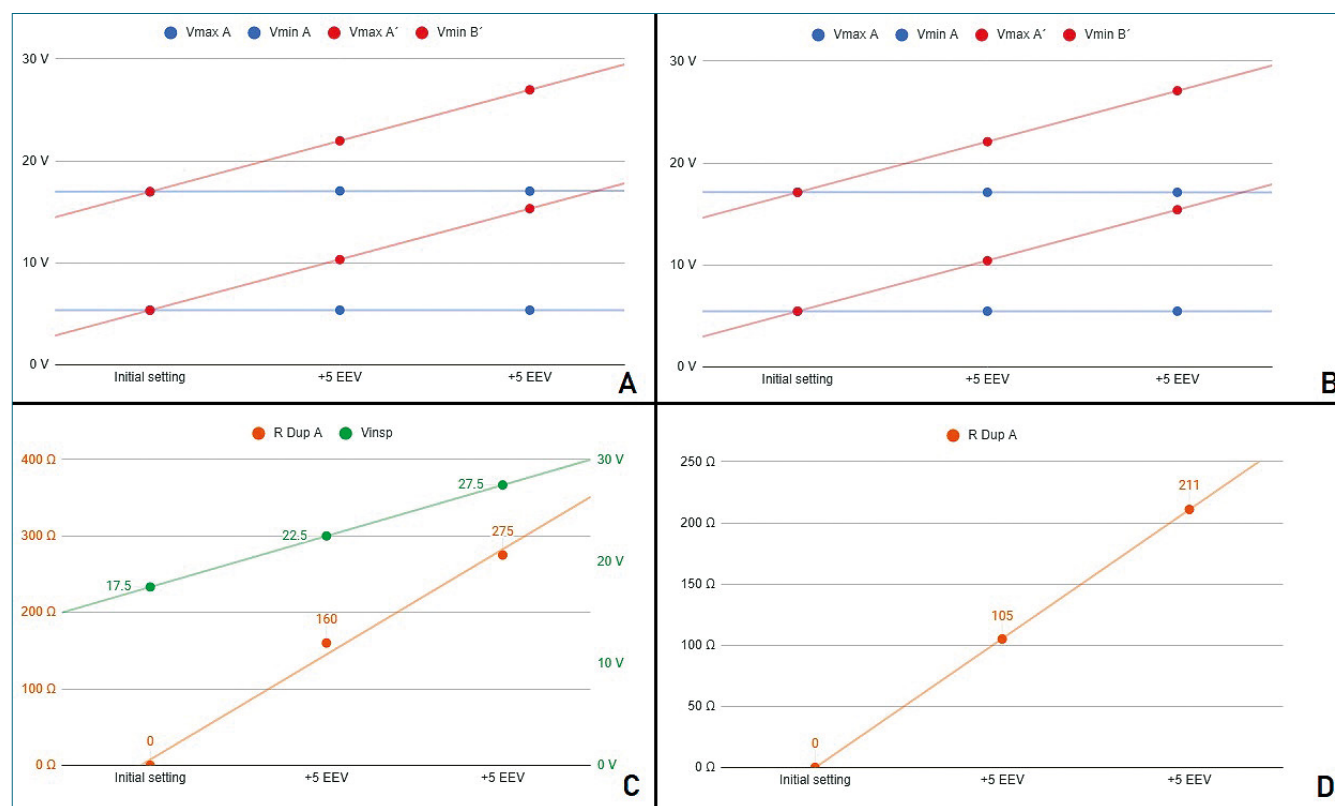 Vmax A Vmin A Vmax A´ Vmin B´
30 V
20 V
10 V
0 V
Initial setting +5 EEV +5 EEV
A
Vmax A Vmin A Vmax A´ Vmin B´
30 V
20 V
10 V
0 V
Initial setting +5 EEV +5 EEV
B
R Dup A Vinsp
400 Ω 30 V
27.5
300 Ω 22.5 275
20 V
17.5
200 Ω
160
10 V
100 Ω
0
0 Ω 0 V
Initial setting +5 EEV +5 EEV
C
R Dup A
250 Ω
211
200 Ω
150 Ω
105
100 Ω
50 Ω
0
0 Ω
Initial setting +5 EEV +5 EEV
D